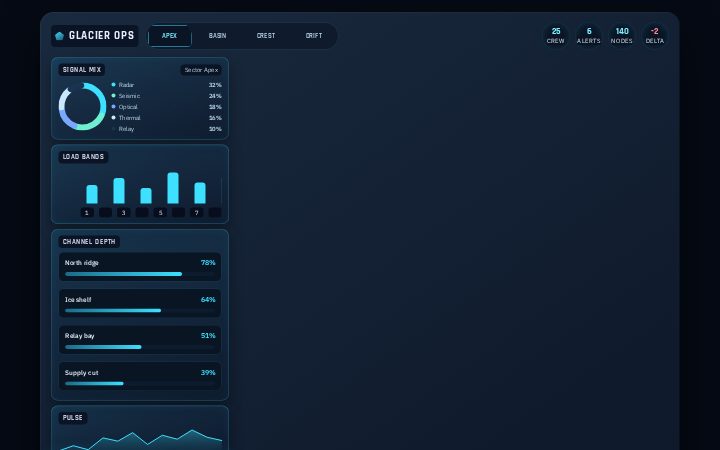 GLACIER OPS
APEX BASIN CREST DRIFT
25 CREW
6 ALERTS
140 NODES
-2 DELTA
SIGNAL MIX
Sector Apex
Radar 32%
Seismic 24%
Optical 18%
Thermal 16%
Relay 10%
LOAD BANDS
1 3 5 7
CHANNEL DEPTH
North ridge 78%
Ice shelf 64%
Relay bay 51%
Supply cut 39%
PULSE